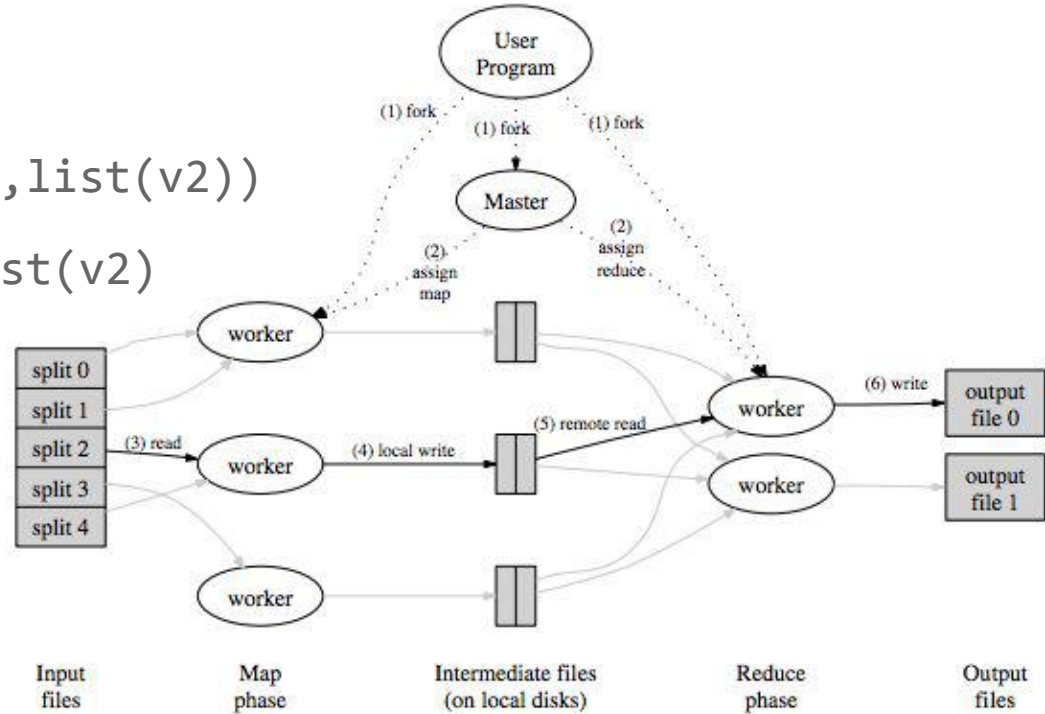 User
Program
(1) fork
(1) fork
(1) fork
,list(v2))
Master
st(v2)
(2)
assign
map
(2)
assign
reduce
worker
split 0
split 1
split 2
split 3
split 4
(3) read
worker
(4) local write
(5) remote read
worker
(6) write
output
file 0
worker
output
file 1
worker
Input
files
Map
phase
Intermediate files
(on local disks)
Reduce
phase
Output
files